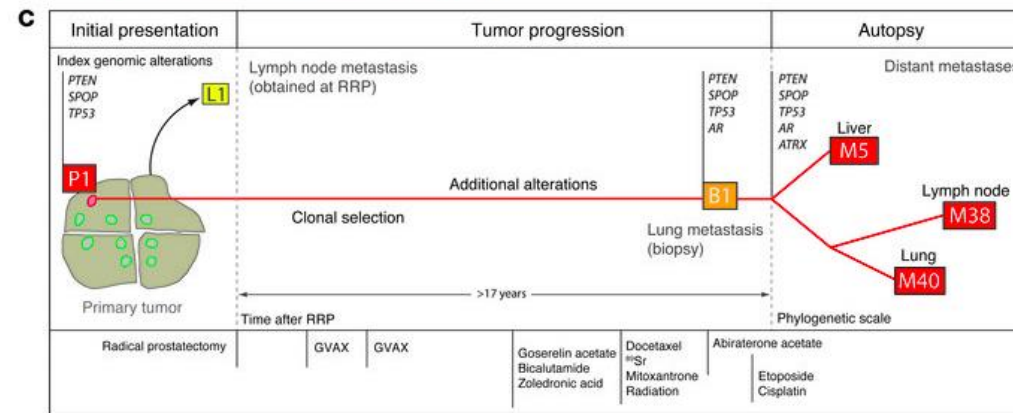 c
Initial presentation
Tumor progression
Autopsy
Index genomic alterations
PTEN
SPOP
TP53
L1
P1
Primary tumor
Lymph node metastasis
(obtained at RRP)
Additional alterations
Clonal selection
PTEN
SPOP
TP53
AR
B1
Lung metastasis
(biopsy)
>17 years
Time after RRP
PTEN
SPOP
TP53
AR
ATRX
Distant metastases
Liver
M5
Lymph node
M38
Lung
M40
Phylogenetic scale
Radical prostatectomy
GVAX
GVAX
Goserelin acetate
Bicalutamide
Zoledronic acid
Docetaxel
⁸⁹Sr
Mitoxantrone
Radiation
Abiraterone acetate
Etoposide
Cisplatin